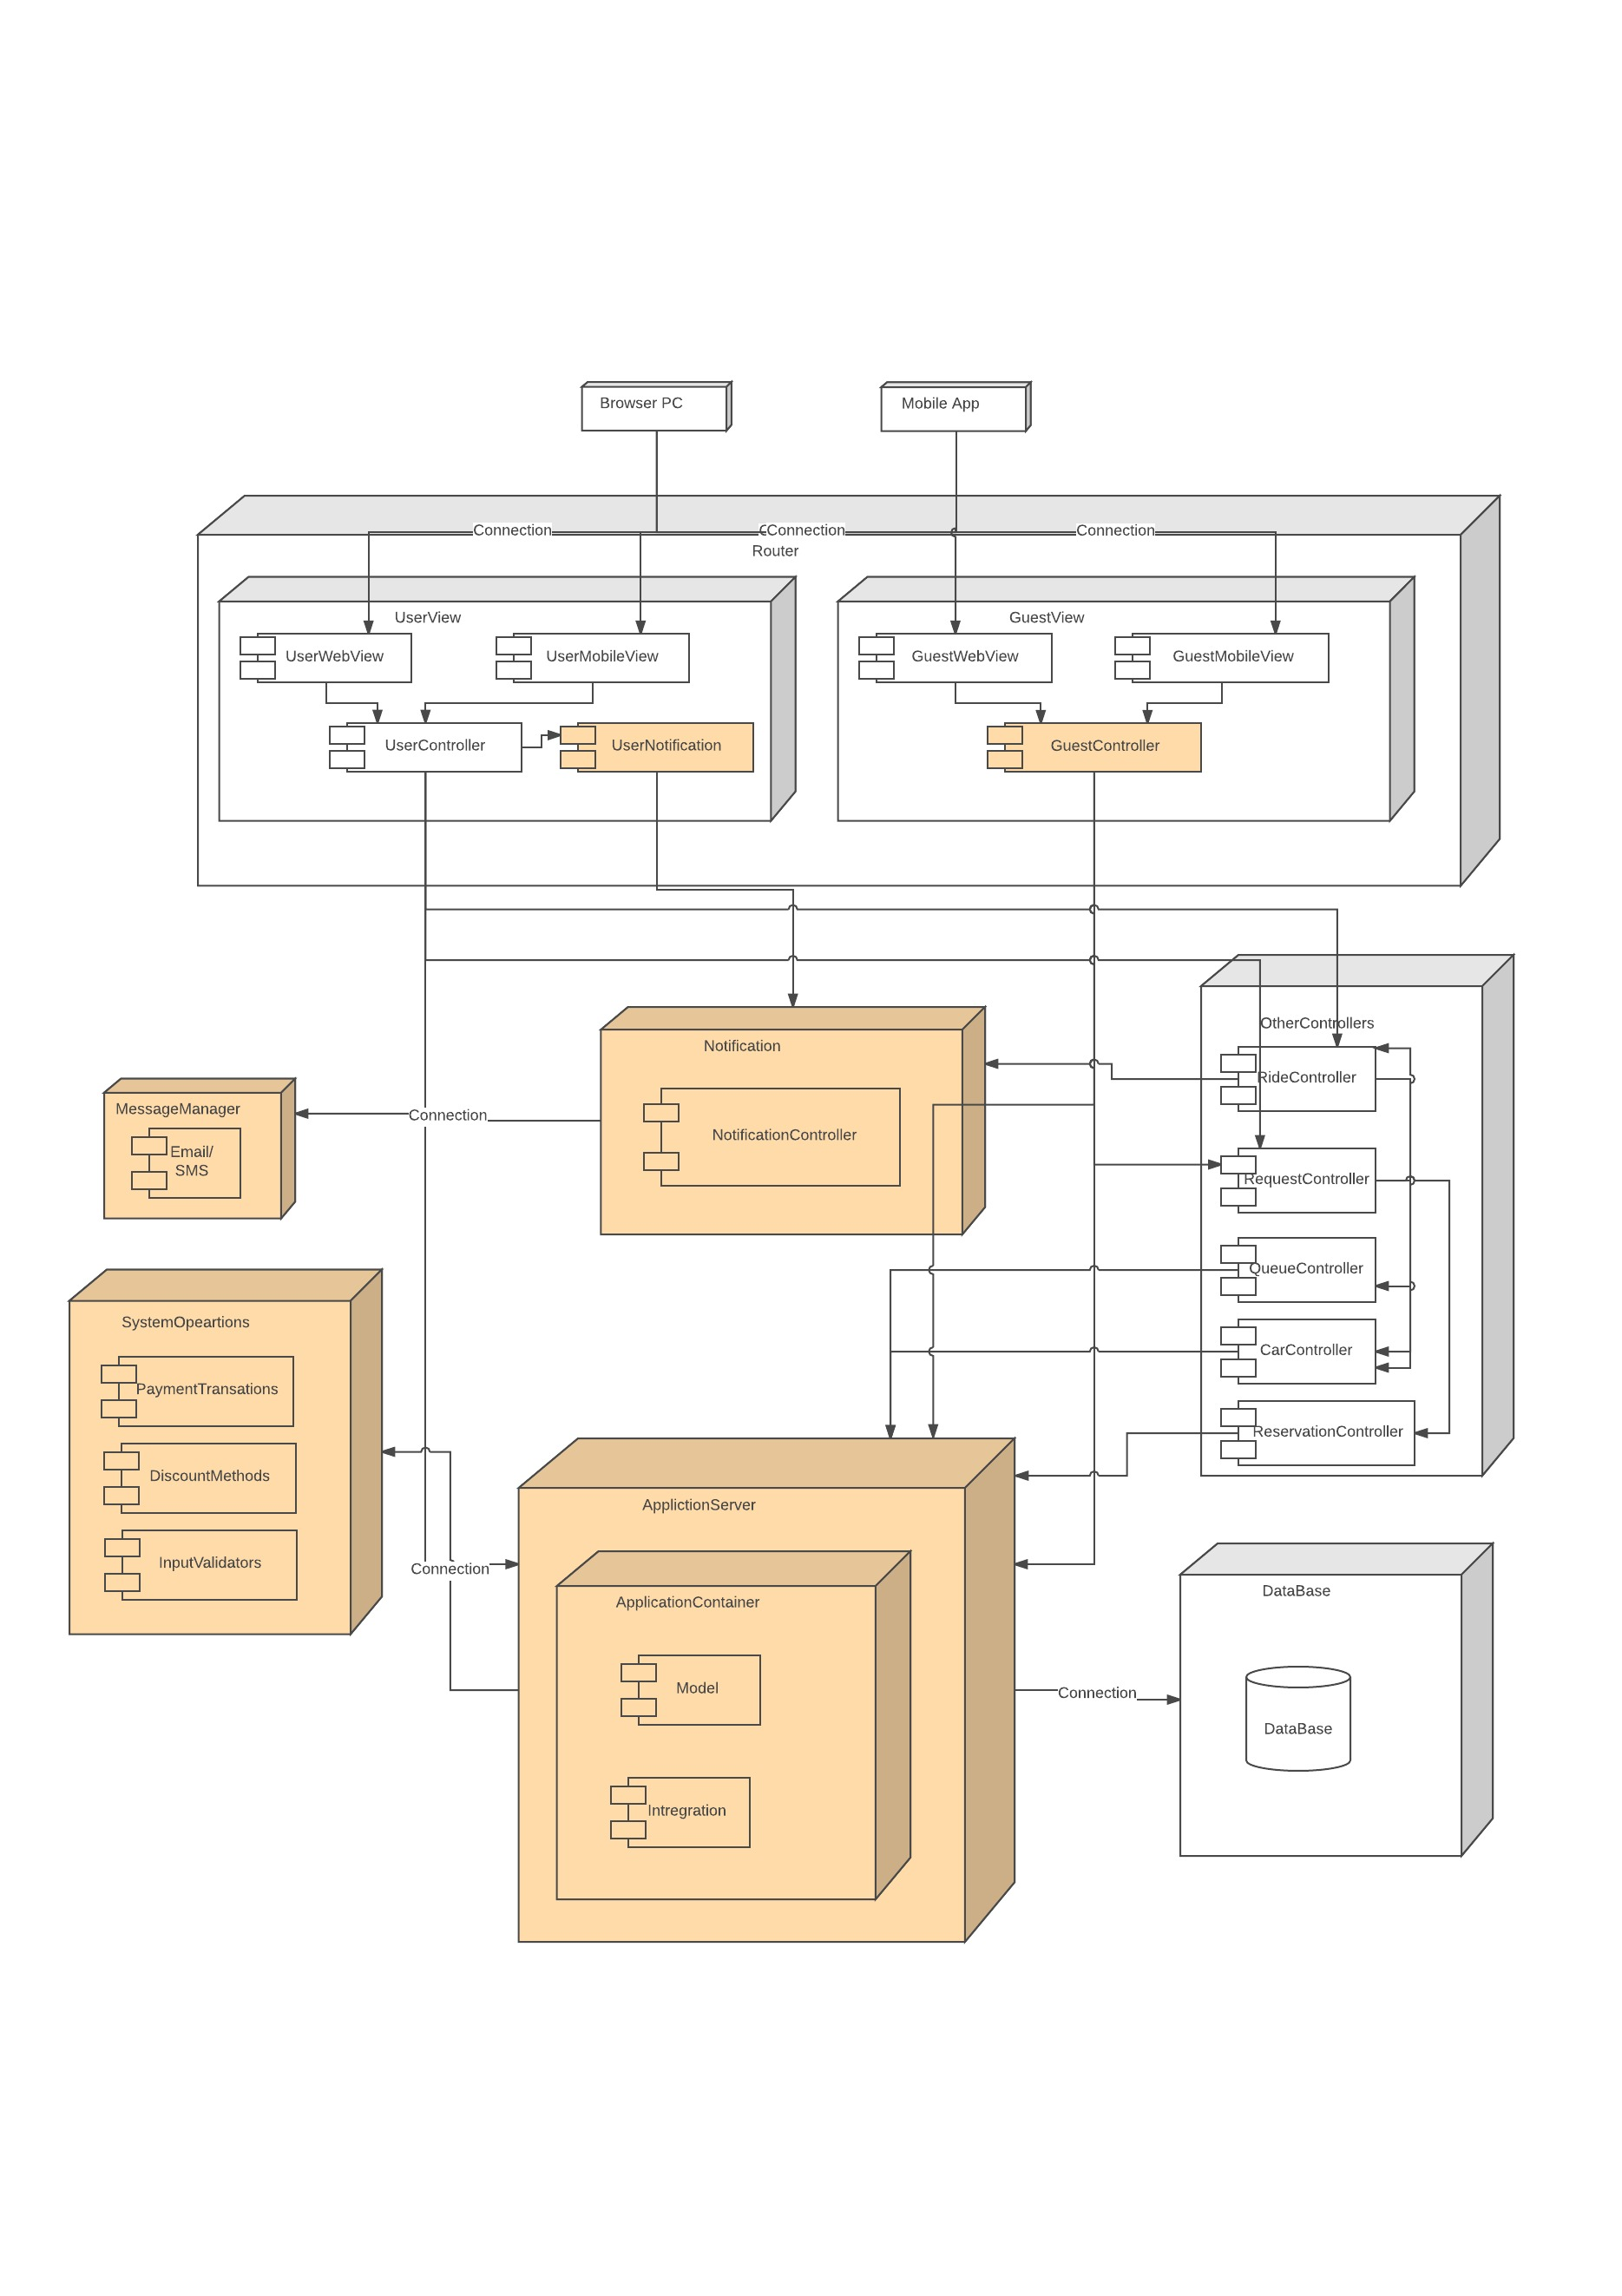 Browser PC
Mobile App
Connection
Connection
Connection
Router
UserView
GuestView
UserWebView
UserMobileView
GuestWebView
GuestMobileView
UserController
UserNotification
GuestController
OtherControllers
Notification
RideController
MessageManager
Connection
NotificationController
Email/
SMS
RequestController
QueueController
SystemOpeartions
CarController
PaymentTransations
ReservationController
DiscountMethods
ApplictionServer
InputValidators
Connection
DataBase
ApplicationContainer
Model
Connection
DataBase
Intregration